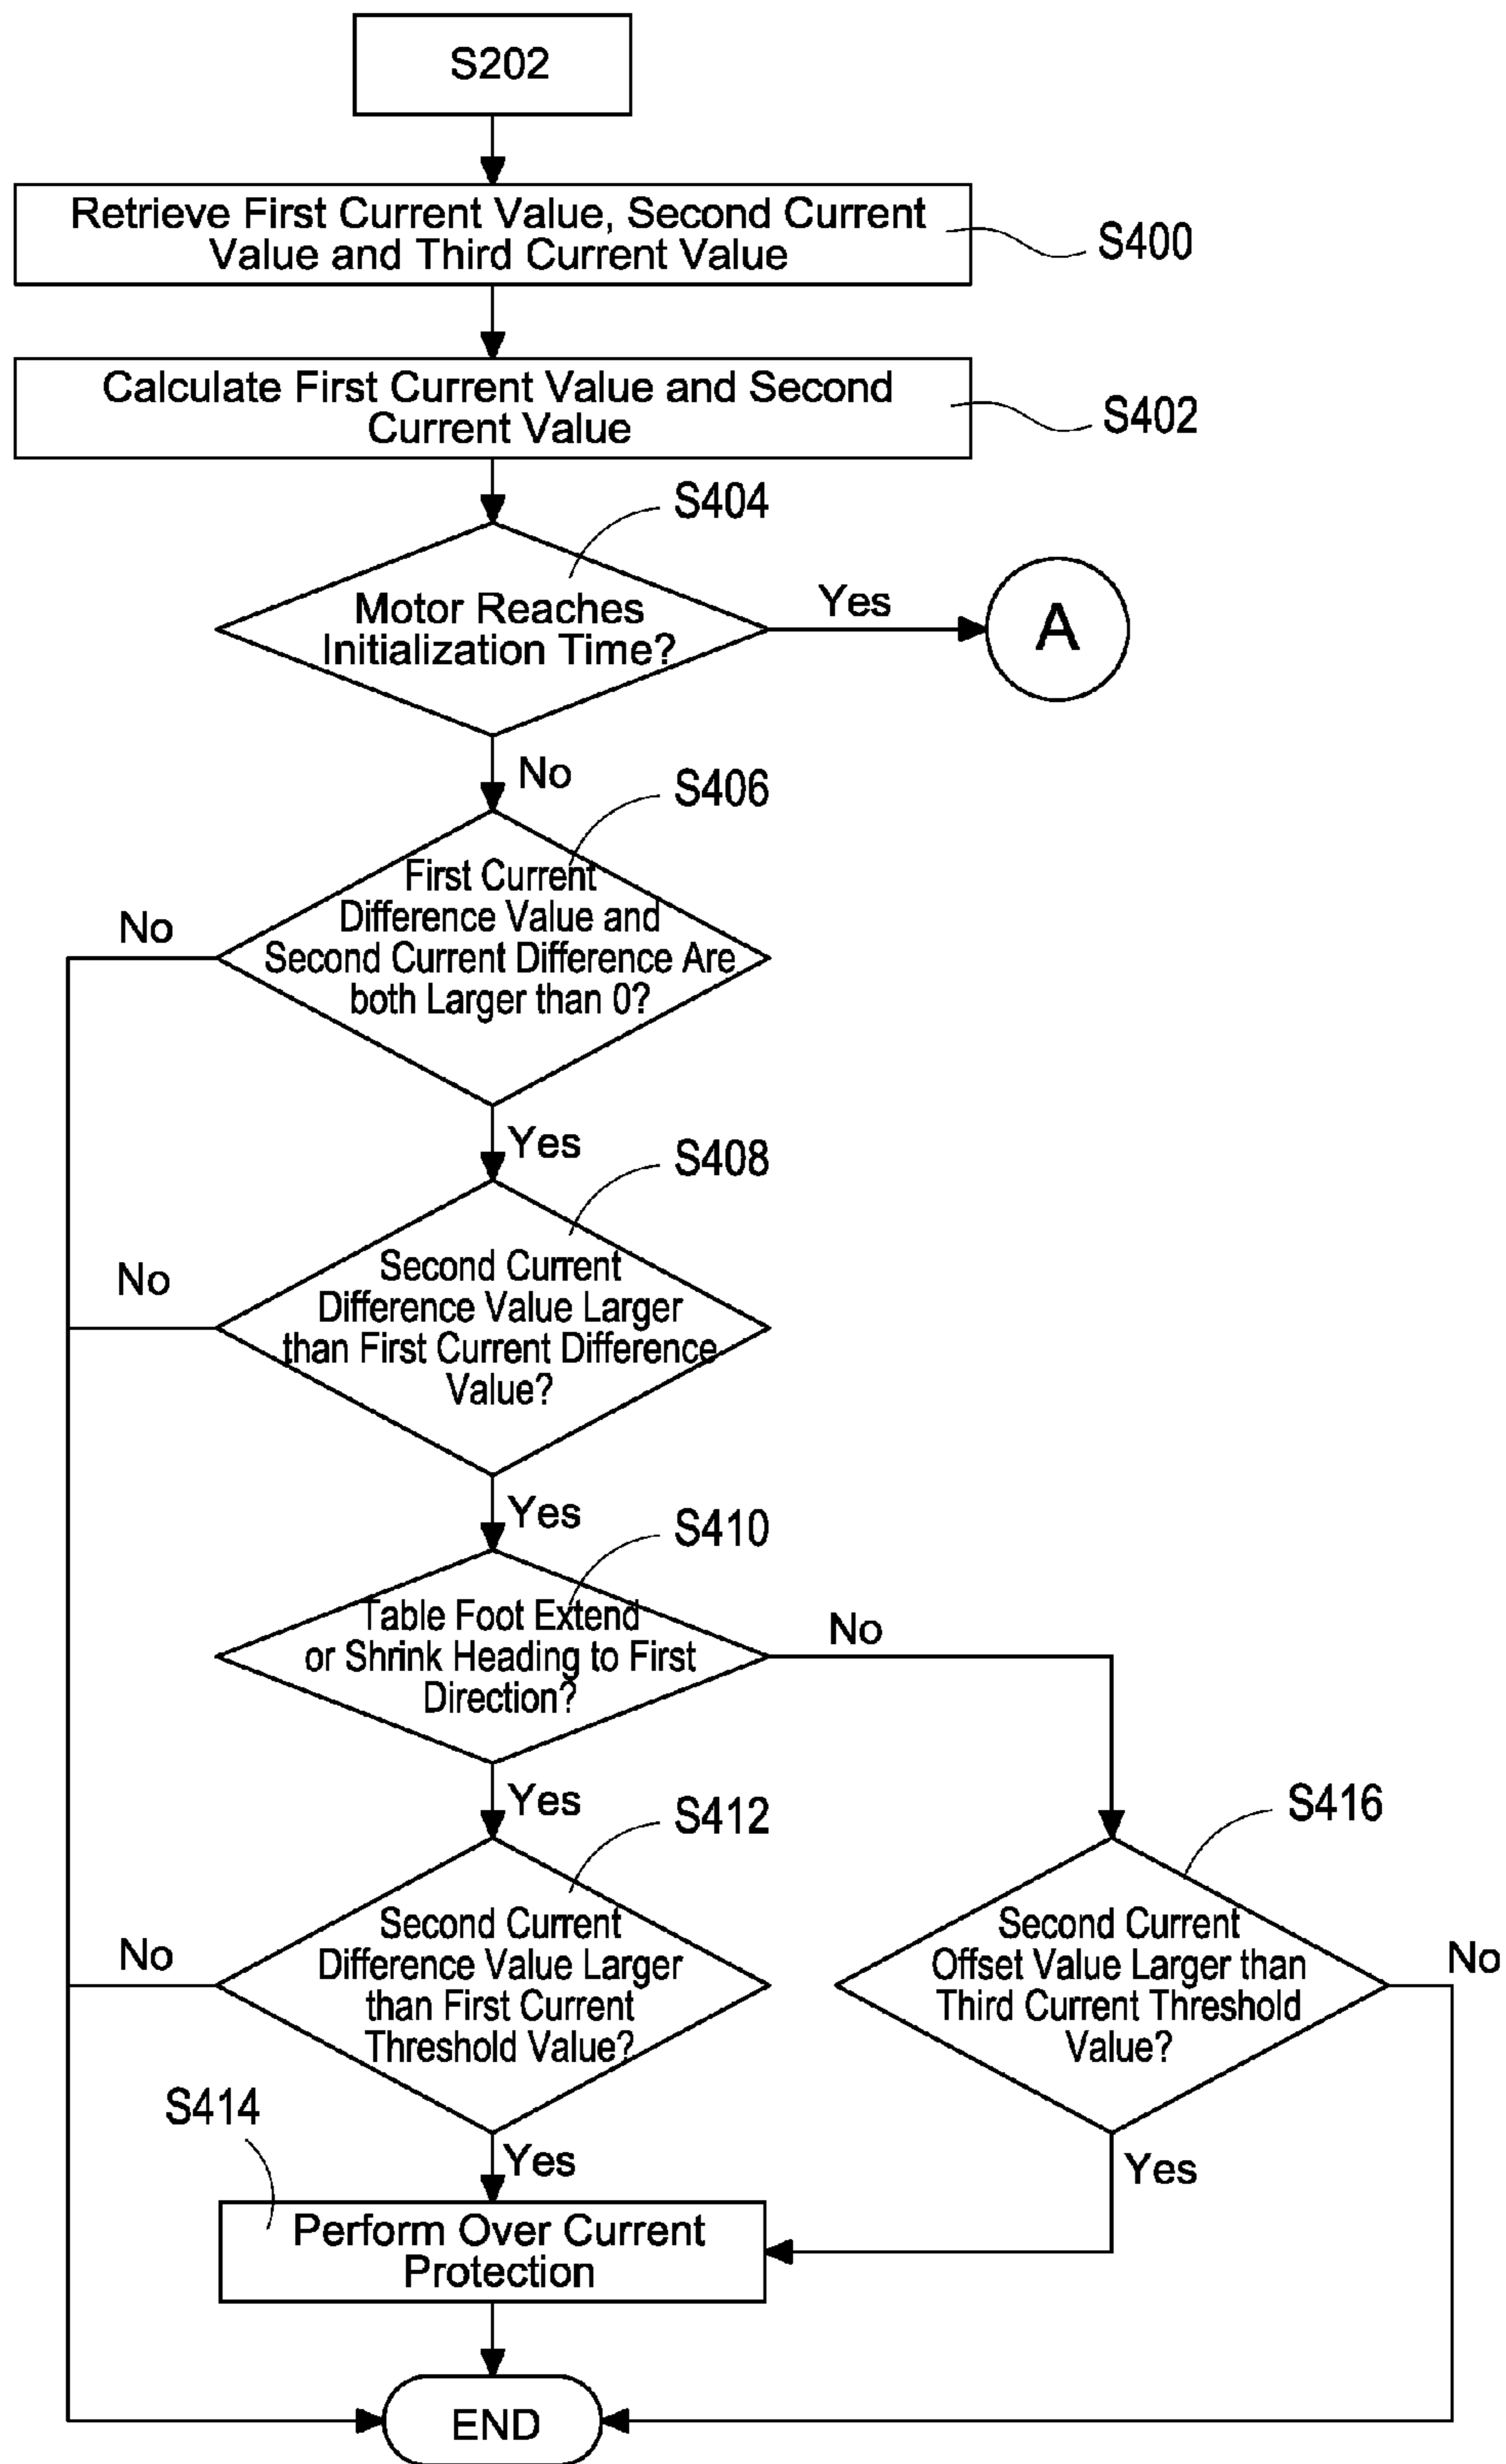 S202
Retrieve First Current Value, Second Current
Value and Third Current Value
S400
Calculate First Current Value and Second
Current Value
S402
S404
Motor Reaches
Initialization Time?
Yes
A
No
S406
First Current
Difference Value and
Second Current Difference Are
both Larger than 0?
No
Yes
S408
Second Current
Difference Value Larger
than First Current Difference
Value?
No
Yes
S410
Table Foot Extend
or Shrink Heading to First
Direction?
No
Yes
S412
Second Current
Difference Value Larger
than First Current
Threshold Value?
No
S416
Second Current
Offset Value Larger than
Third Current Threshold
Value?
No
S414
Yes
Yes
Perform Over Current
Protection
END